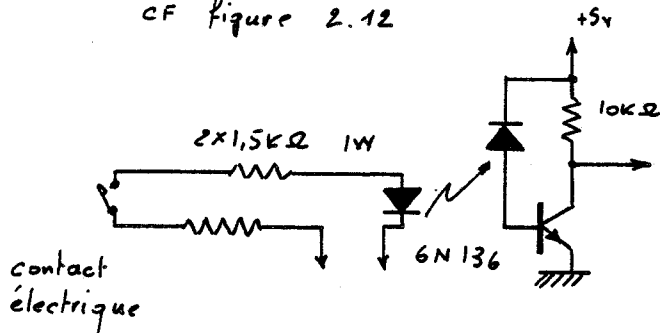 CF figure 2.12
+5v
10KΩ
2x1,5KΩ 1W
6N136
contact
électrique